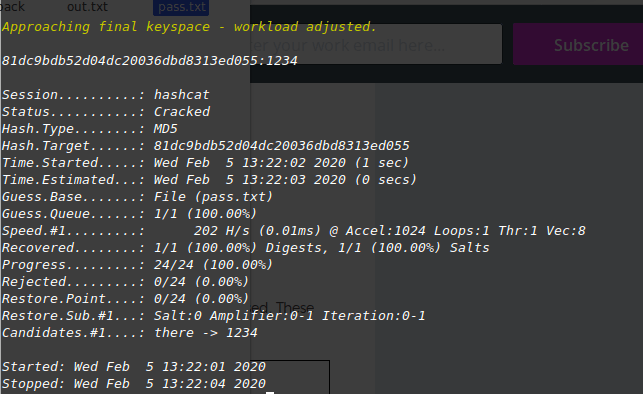 back out.txt pass.txt
Approaching final keyspace - workload adjusted.
er your work email here... Subscribe
81dc9bdb52d04dc20036dbd8313ed055:1234
Session..........: hashcat
Status...........: Cracked
Hash.Type........: MD5
Hash.Target......: 81dc9bdb52d04dc20036dbd8313ed055
Time.Started.....: Wed Feb  5 13:22:02 2020 (1 sec)
Time.Estimated...: Wed Feb  5 13:22:03 2020 (0 secs)
Guess.Base.......: File (pass.txt)
Guess.Queue......: 1/1 (100.00%)
Speed.#1.........:      202 H/s (0.01ms) @ Accel:1024 Loops:1 Thr:1 Vec:8
Recovered........: 1/1 (100.00%) Digests, 1/1 (100.00%) Salts
Progress.........: 24/24 (100.00%)
Rejected.........: 0/24 (0.00%)
Restore.Point....: 0/24 (0.00%)
ed. These
Restore.Sub.#1...: Salt:0 Amplifier:0-1 Iteration:0-1
Candidates.#1....: there -> 1234
Started: Wed Feb  5 13:22:01 2020
Stopped: Wed Feb  5 13:22:04 2020